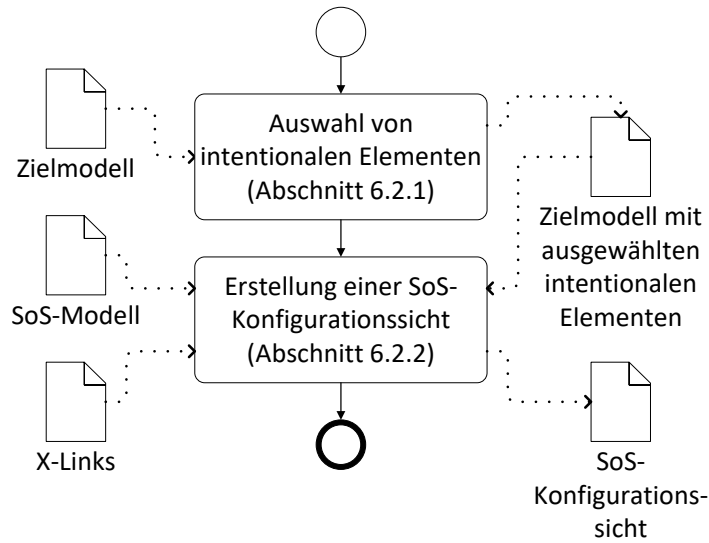 Zielmodell
Auswahl von
intentionalen Elementen
(Abschnitt 6.2.1)
Zielmodell mit
ausgewählten
intentionalen
Elementen
SoS-Modell
Erstellung einer SoS-
Konfigurationssicht
(Abschnitt 6.2.2)
X-Links
SoS-
Konfigurations-
sicht